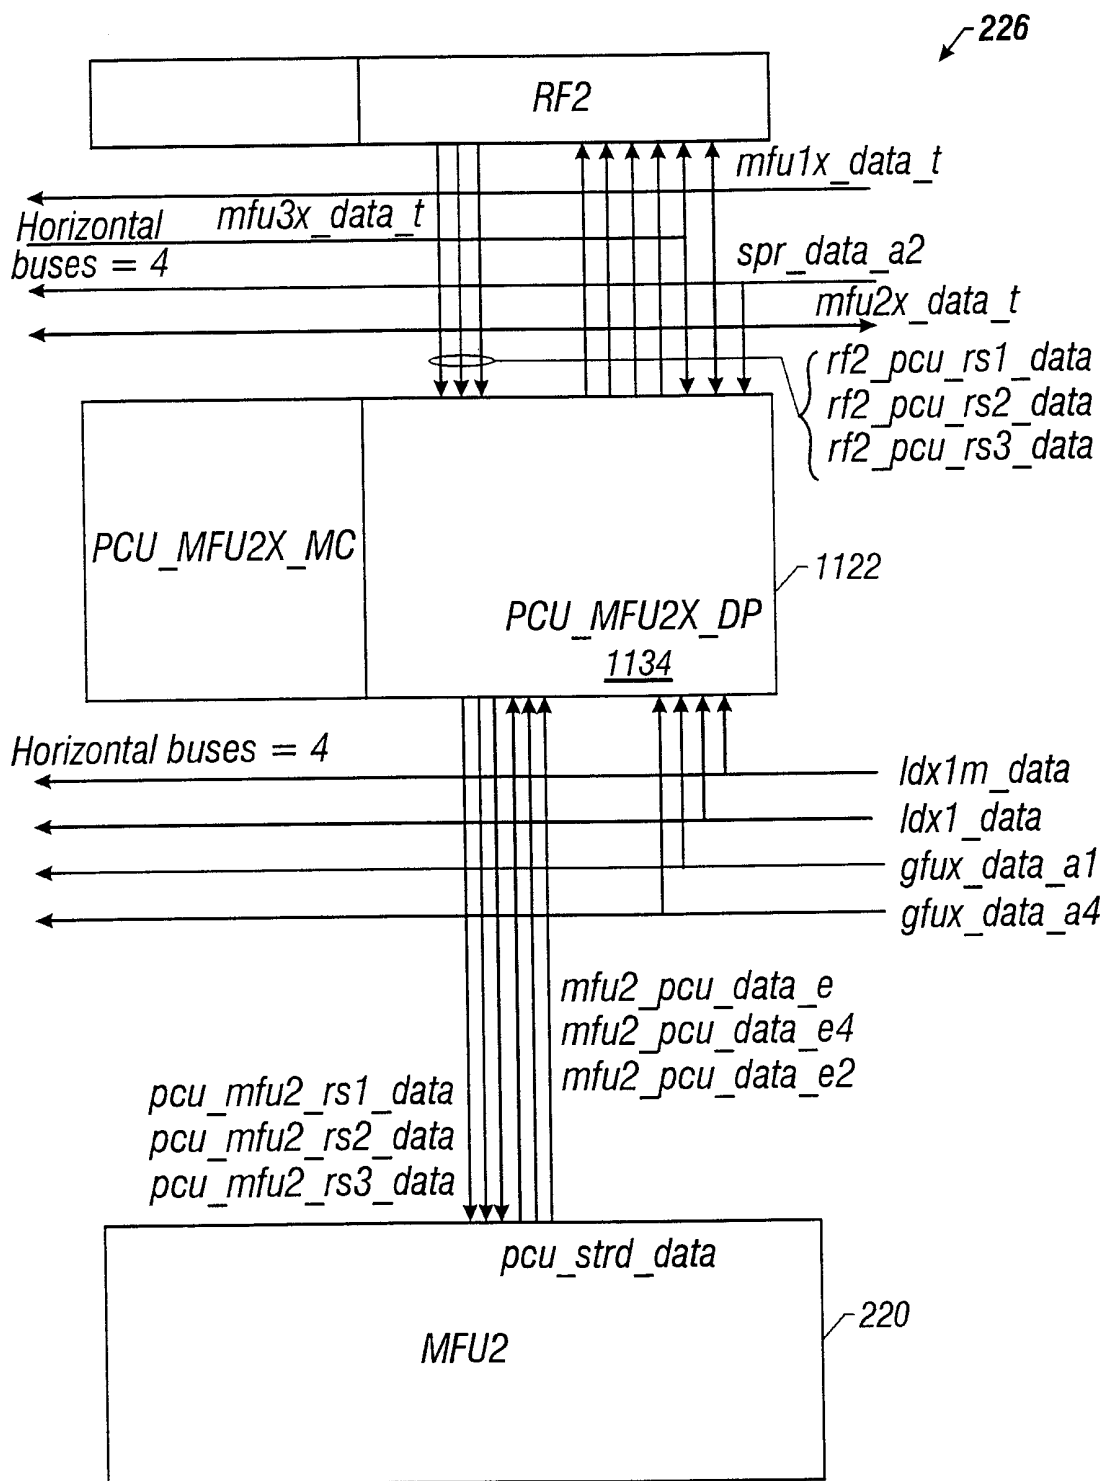 226
RF2
mfu1x_data_t
mfu3x_data_t
Horizontal
buses = 4
spr_data_a2
mfu2x_data_t
rf2_pcu_rs1_data
rf2_pcu_rs2_data
rf2_pcu_rs3_data
PCU_MFU2X_MC
1122
PCU_MFU2X_DP
1134
Horizontal buses = 4
ldx1m_data
ldx1_data
gfux_data_a1
gfux_data_a4
mfu2_pcu_data_e
mfu2_pcu_data_e4
mfu2_pcu_data_e2
pcu_mfu2_rs1_data
pcu_mfu2_rs2_data
pcu_mfu2_rs3_data
pcu_strd_data
220
MFU2